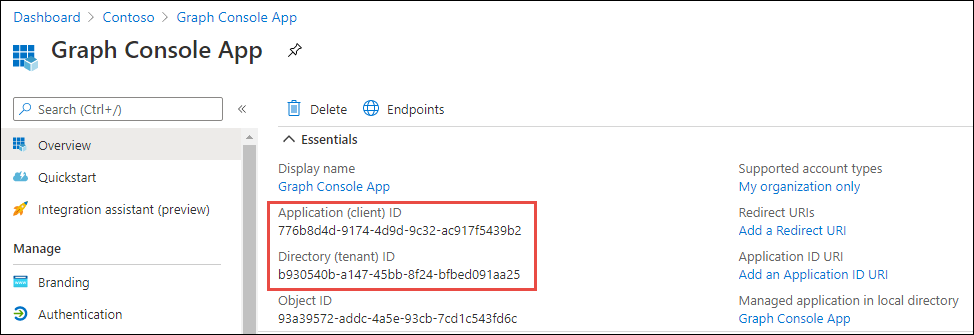 Dashboard > Contoso > Graph Console App
Graph Console App
Search (Ctrl+/)
«
Overview
Quickstart
Integration assistant (preview)
Manage
Branding
Authentication
Delete Endpoints
Essentials
Display name
Graph Console App
Application (client) ID
776b8d4d-9174-4d9d-9c32-ac917f5439b2
Directory (tenant) ID
b930540b-a147-45bb-8f24-bfbed091aa25
Object ID
93a39572-addc-4a5e-93cb-7cd1c543fd6c
Supported account types
My organization only
Redirect URIs
Add a Redirect URI
Application ID URI
Add an Application ID URI
Managed application in local directory
Graph Console App